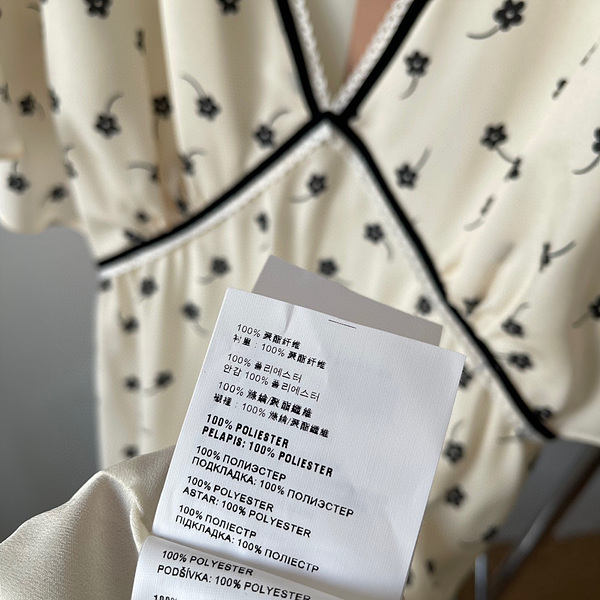 100% 聚酯纤维
衬里：100% 聚酯纤维
100% 폴리에스터
안감 100% 폴리에스터
100% 滌綸/聚酯纖維
襯裡：100% 滌綸/聚酯纖維
100% POLIESTER
PELAPIS: 100% POLIESTER
100% ПОЛИЭСТЕР
ПОДКЛАДКА: 100% ПОЛИЭСТЕР
100% POLYESTER
ASTAR: 100% POLYESTER
100% ПОЛІЕСТР
ПІДКЛАДКА: 100% ПОЛІЕСТР
100% POLYESTER
PODŠÍVKA: 100% POLYESTER